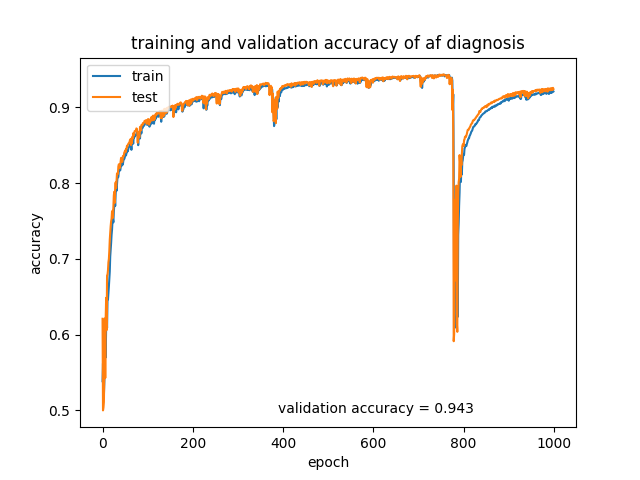 training and validation accuracy of af diagnosis
train
test
0.9
0.8
0.7
0.6
0.5
accuracy
validation accuracy = 0.943
0 200 400 600 800 1000
epoch